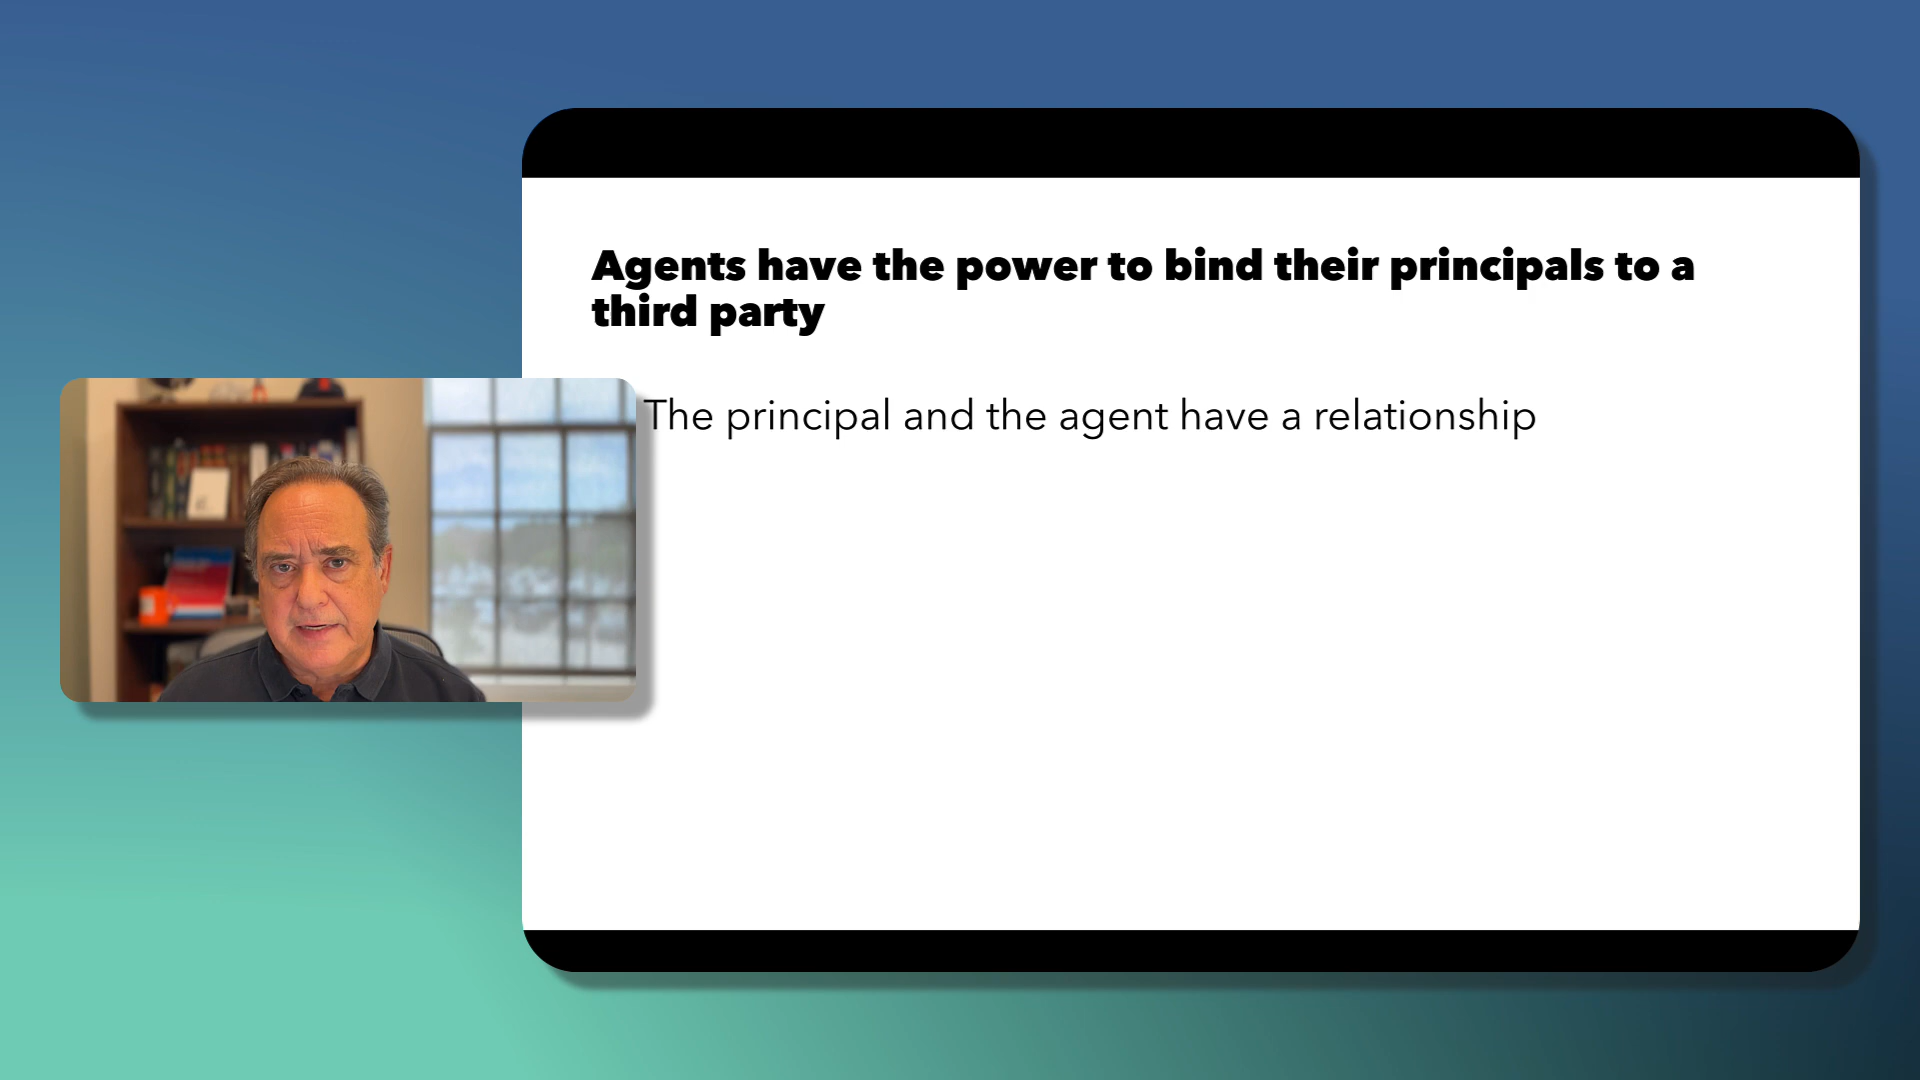 Agents have the power to bind their principals to a
third party
The principal and the agent have a relationship